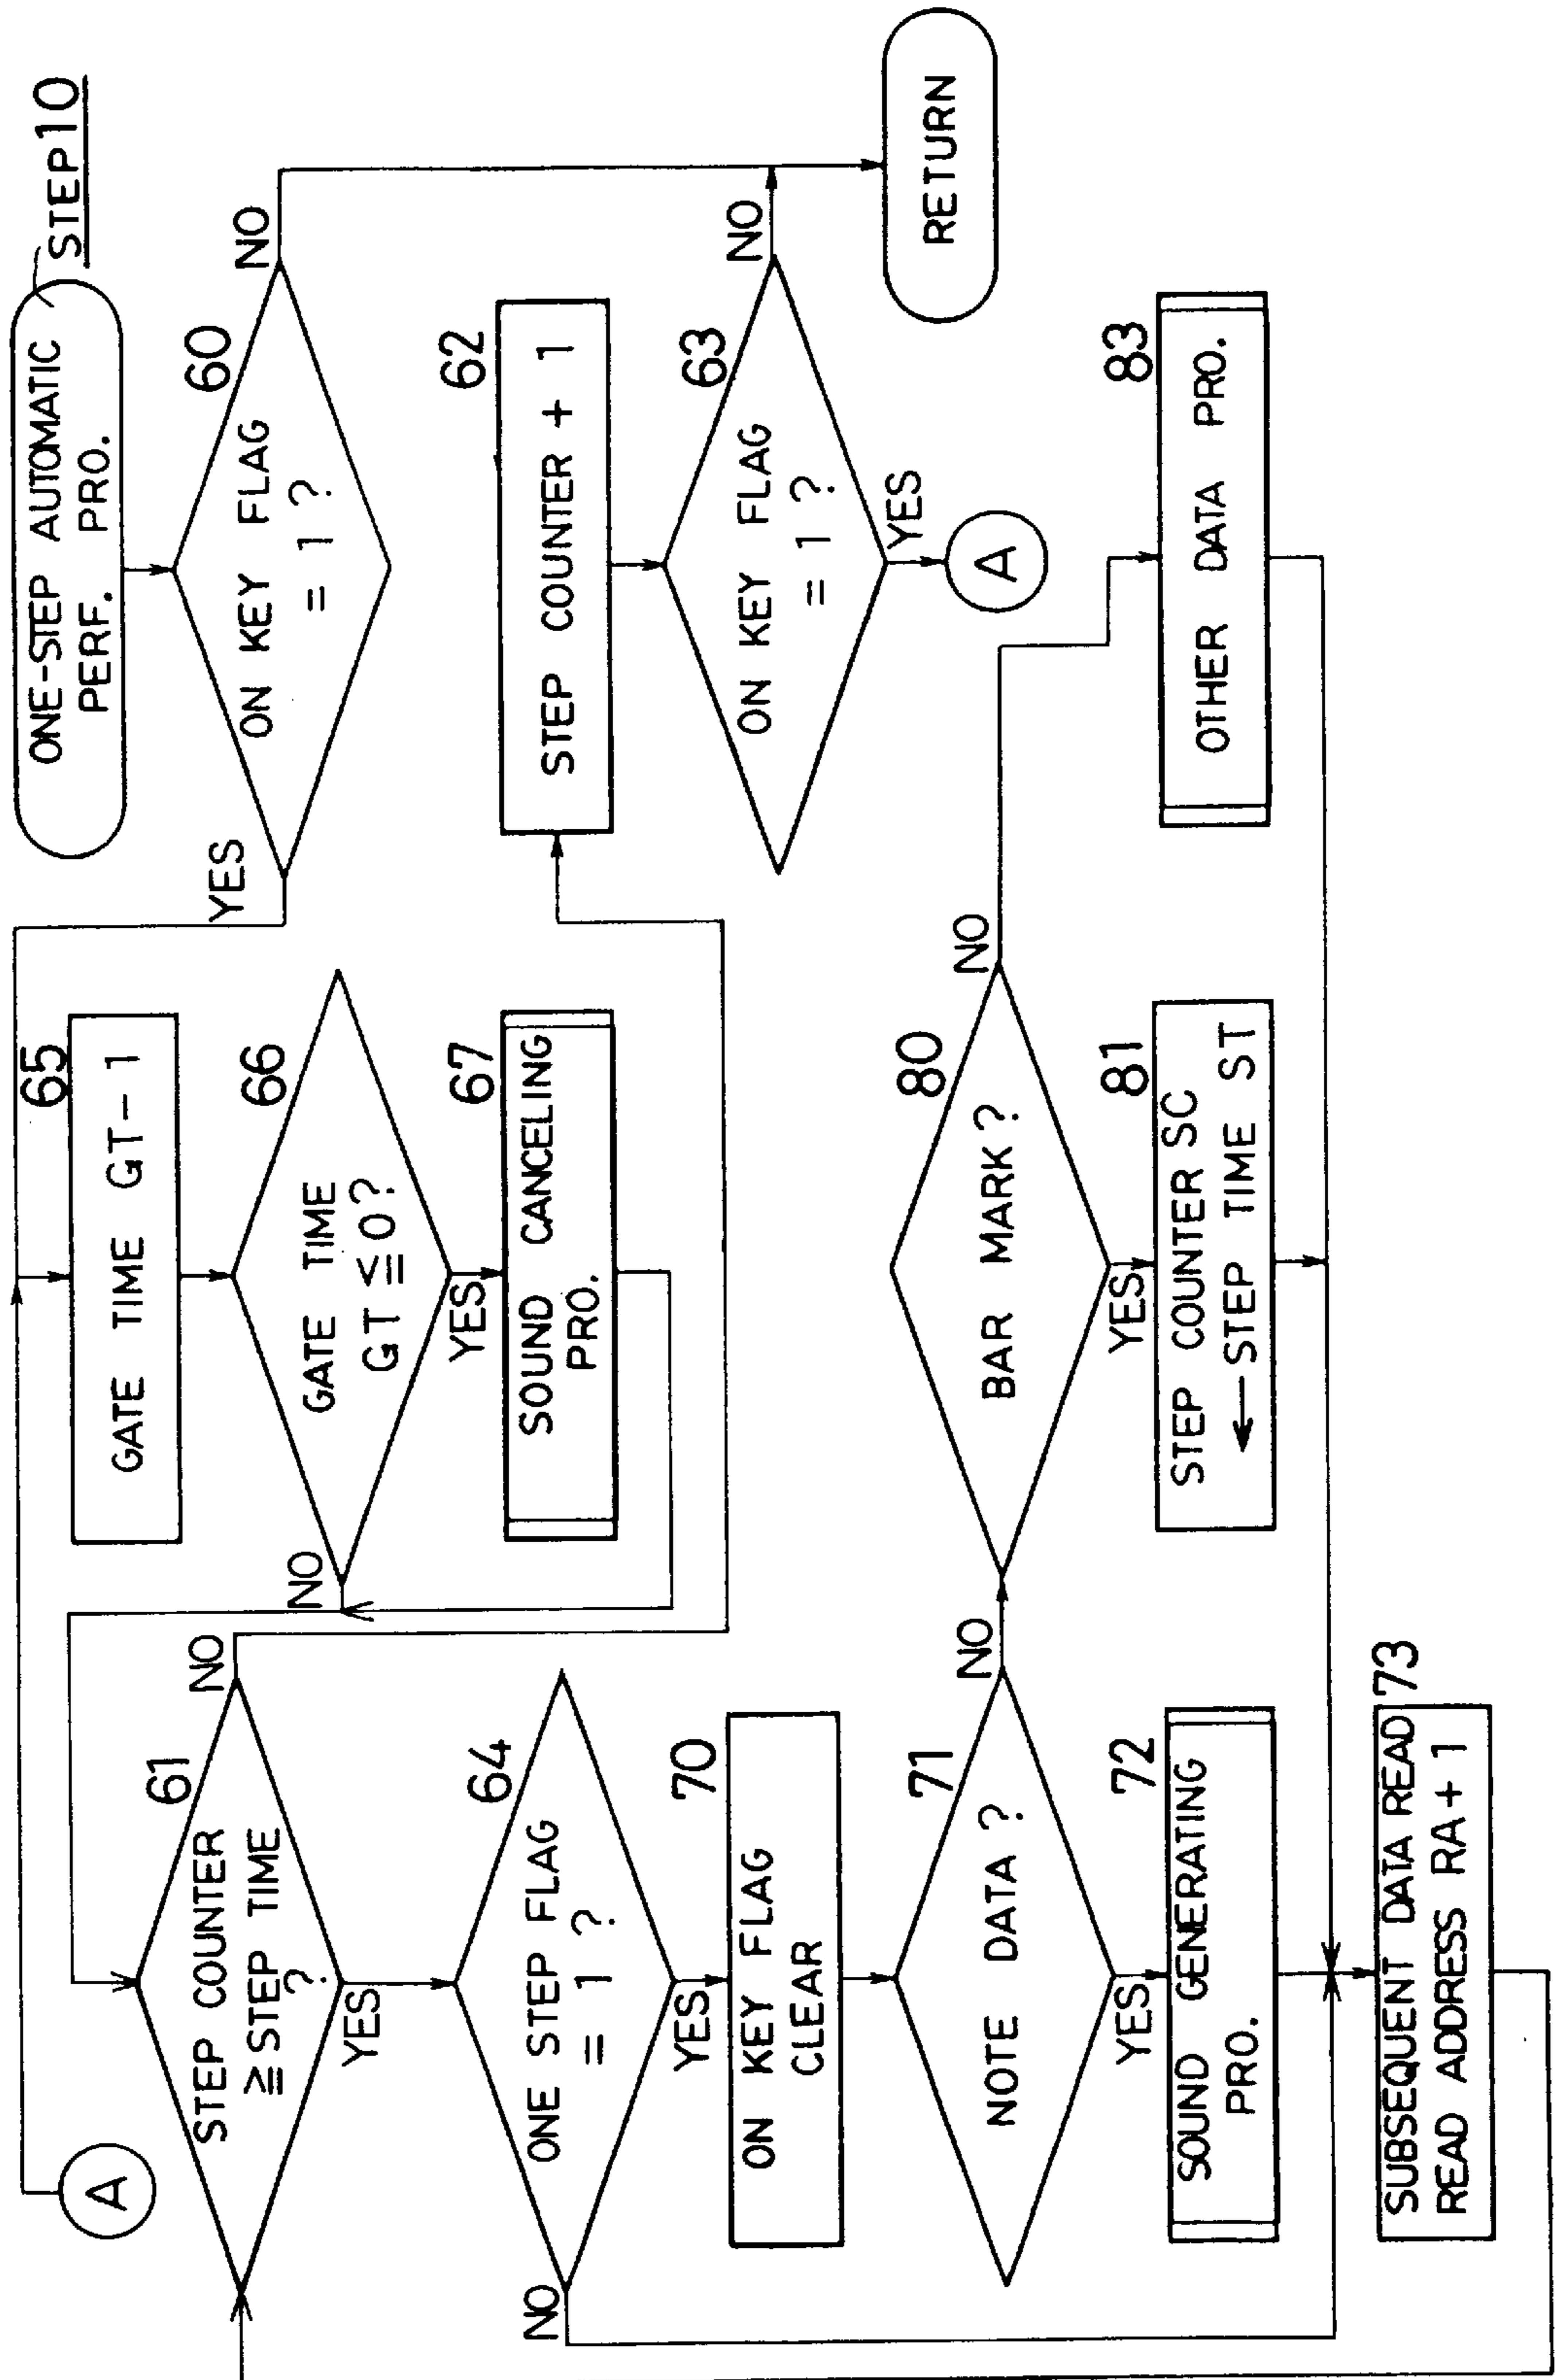 ONE-STEP AUTOMATIC
PERF. PRO.
STEP 10
60
ON KEY FLAG
= 1 ?
YES
NO
62
STEP COUNTER + 1
63
ON KEY FLAG
= 1 ?
NO
YES
A
RETURN
65
GATE TIME GT-1
66
GATE TIME
GT ≦ 0?
NO
YES
67
SOUND CANCELING
PRO.
A
61
STEP COUNTER
≧ STEP TIME
?
NO
YES
64
ONE STEP FLAG
= 1 ?
NO
YES
70
ON KEY FLAG
CLEAR
71
NOTE DATA ?
NO
YES
72
SOUND GENERATING
PRO.
80
BAR MARK?
NO
YES
81
STEP COUNTER SC
←STEP TIME ST
83
OTHER DATA PRO.
73
SUBSEQUENT DATA READ
READ ADDRESS RA+1